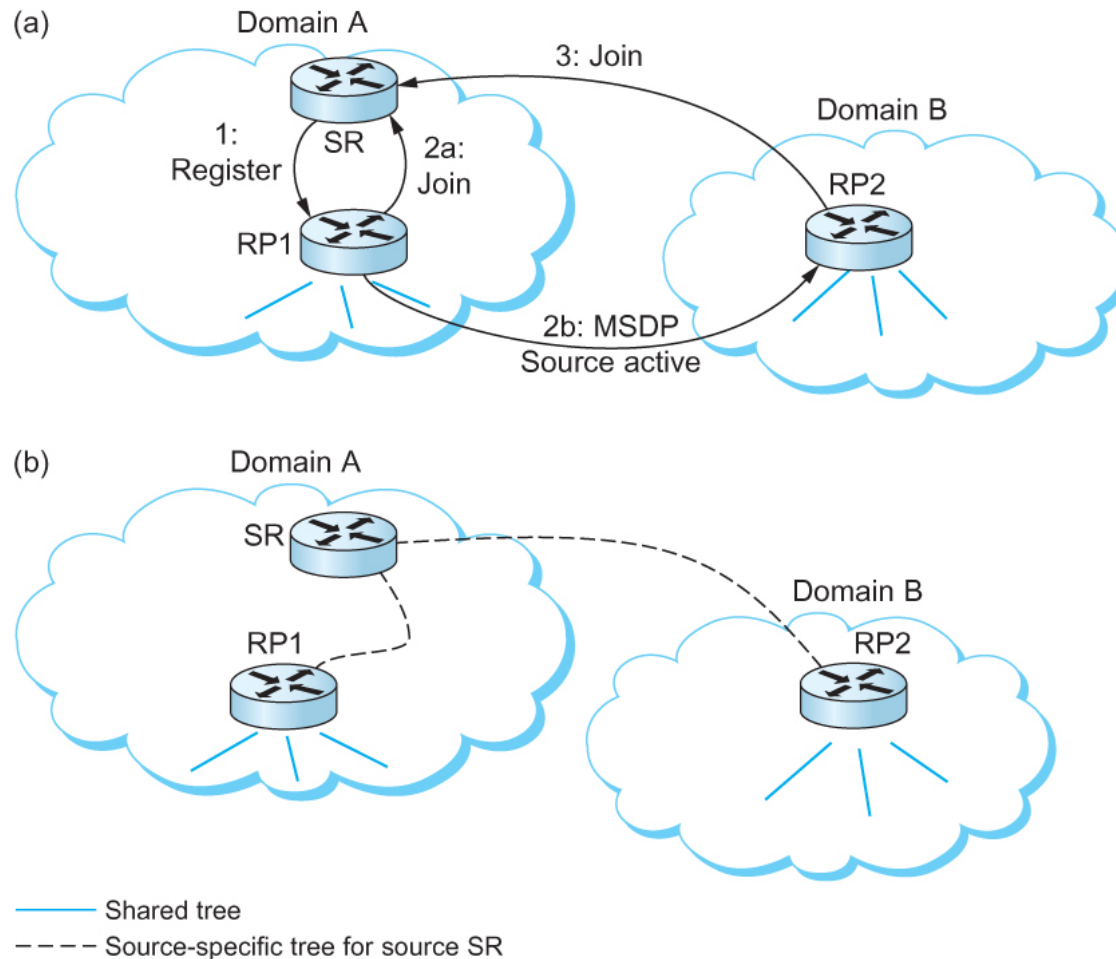 (a)
Domain A
3: Join
Domain B
SR
1:
Register
2a:
Join
RP2
RP1
2b: MSDP
Source active
(b)
Domain A
SR
Domain B
RP1
RP2
Shared tree
Source-specific tree for source SR